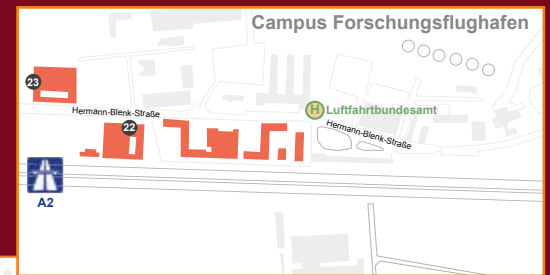 Campus Forschungsflughafen
23
Hermann-Blenk-Straße
H Luftfahrtbundesamt
22
Hermann-Blenk-Straße
A2